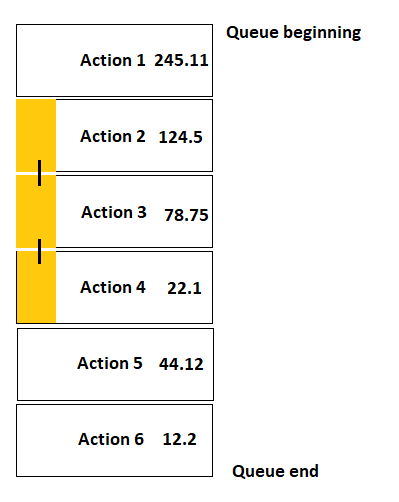 Queue beginning
Action 1 245.11
Action 2 124.5
Action 3 78.75
Action 4 22.1
Action 5 44.12
Action 6 12.2
Queue end